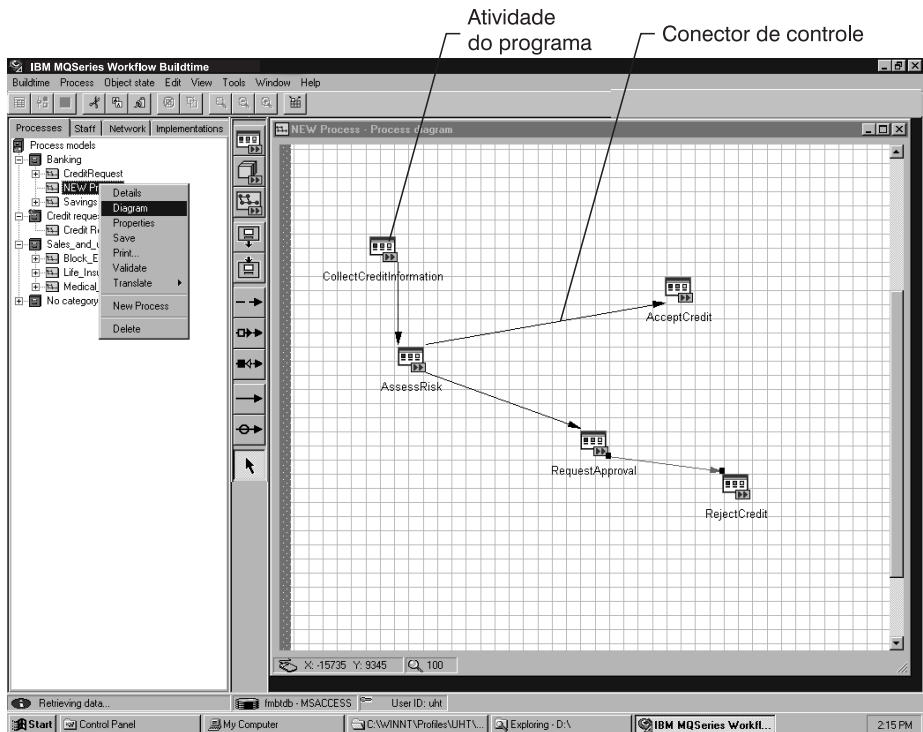 Atividade
do programa
Conector de controle
IBM MQSeries Workflow Buildtime
Buildtime Process Object state Edit View Tools Window Help
Processes Staff Network Implementations
NEW Process - Process diagram
Process models
Banking
CreditRequest
NEW Pr
Savings
Credit reques
Credit Re
Sales_and_u
Block_E
Life_Insu
Medical_
No category
Details
Diagram
Properties
Save
Print...
Validate
Translate
New Process
Delete
CollectCreditInformation
AcceptCredit
AssessRisk
RequestApproval
RejectCredit
X: -15735 Y: 9345 100
Retrieving data... fmbtdb - MSACCESS User ID: uht
Start Control Panel My Computer C:\WINNT\Profiles\UHT\... Exploring - D:\ IBM MQSeries Workfl... 2:15 PM